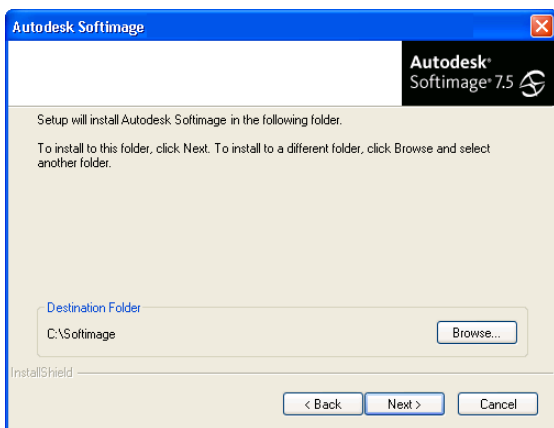 Autodesk Softimage
Autodesk®
Softimage® 7.5
Setup will install Autodesk Softimage in the following folder.
To install to this folder, click Next. To install to a different folder, click Browse and select
another folder.
Destination Folder
C:\Softimage
Browse...
InstallShield
< Back
Next >
Cancel